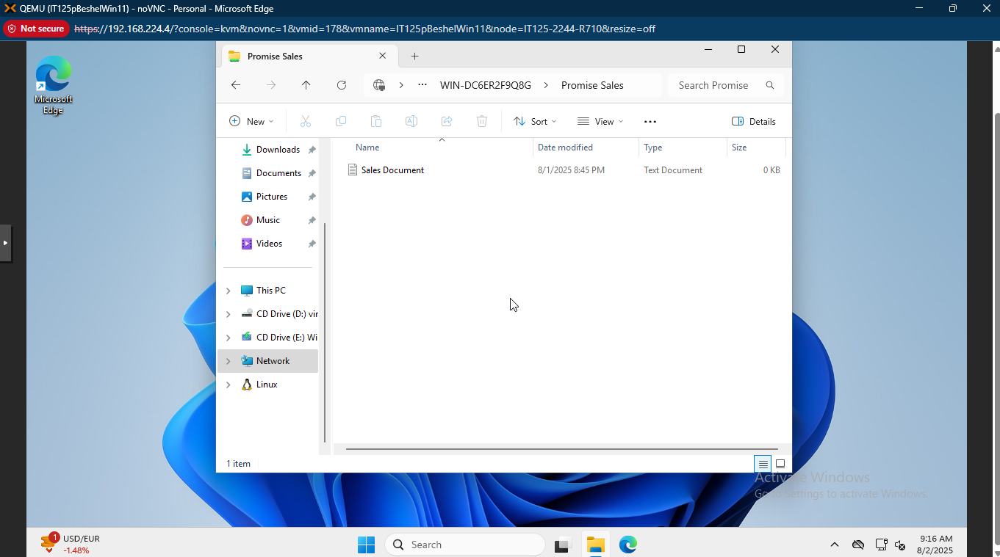 QEMU (IT125pBeshelWin11) - noVNC - Personal - Microsoft Edge
Not secure https://192.168.224.4/?console=kvm&novnc=1&vmid=178&vmname=IT125pBeshelWin11&node=IT125-2244-R710&resize=off
Microsoft
Edge
Promise Sales
WIN-DC6ER2F9Q8G > Promise Sales
Search Promise
New
Sort
View
Details
Name Date modified Type Size
Sales Document 8/1/2025 8:45 PM Text Document 0 KB
Downloads
Documents
Pictures
Music
Videos
This PC
CD Drive (D:) vir
CD Drive (E:) Wi
Network
Linux
1 item
Activate Windows
Go to Settings to activate Windows.
1
USD/EUR
-1.48%
Search
9:16 AM
8/2/2025